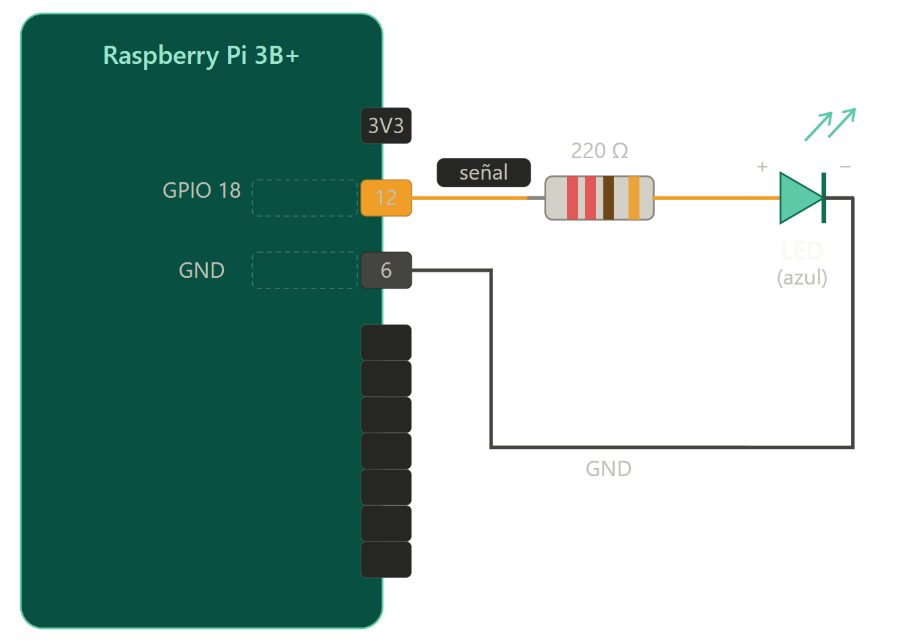 Raspberry Pi 3B+
3V3
GPIO 18
12
señal
220 Ω
+
−
GND
6
LED
(azul)
GND